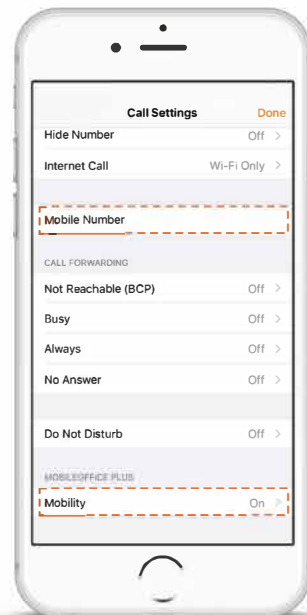 Call Settings Done
Hide Number Off >
Internet Call Wi-Fi Only >
Mobile Number
CALL FORWARDING
Not Reachable (BCP) Off >
Busy Off >
Always Off >
No Answer Off >
Do Not Disturb Off >
MOBILEOFFICE PLUS
Mobility On >